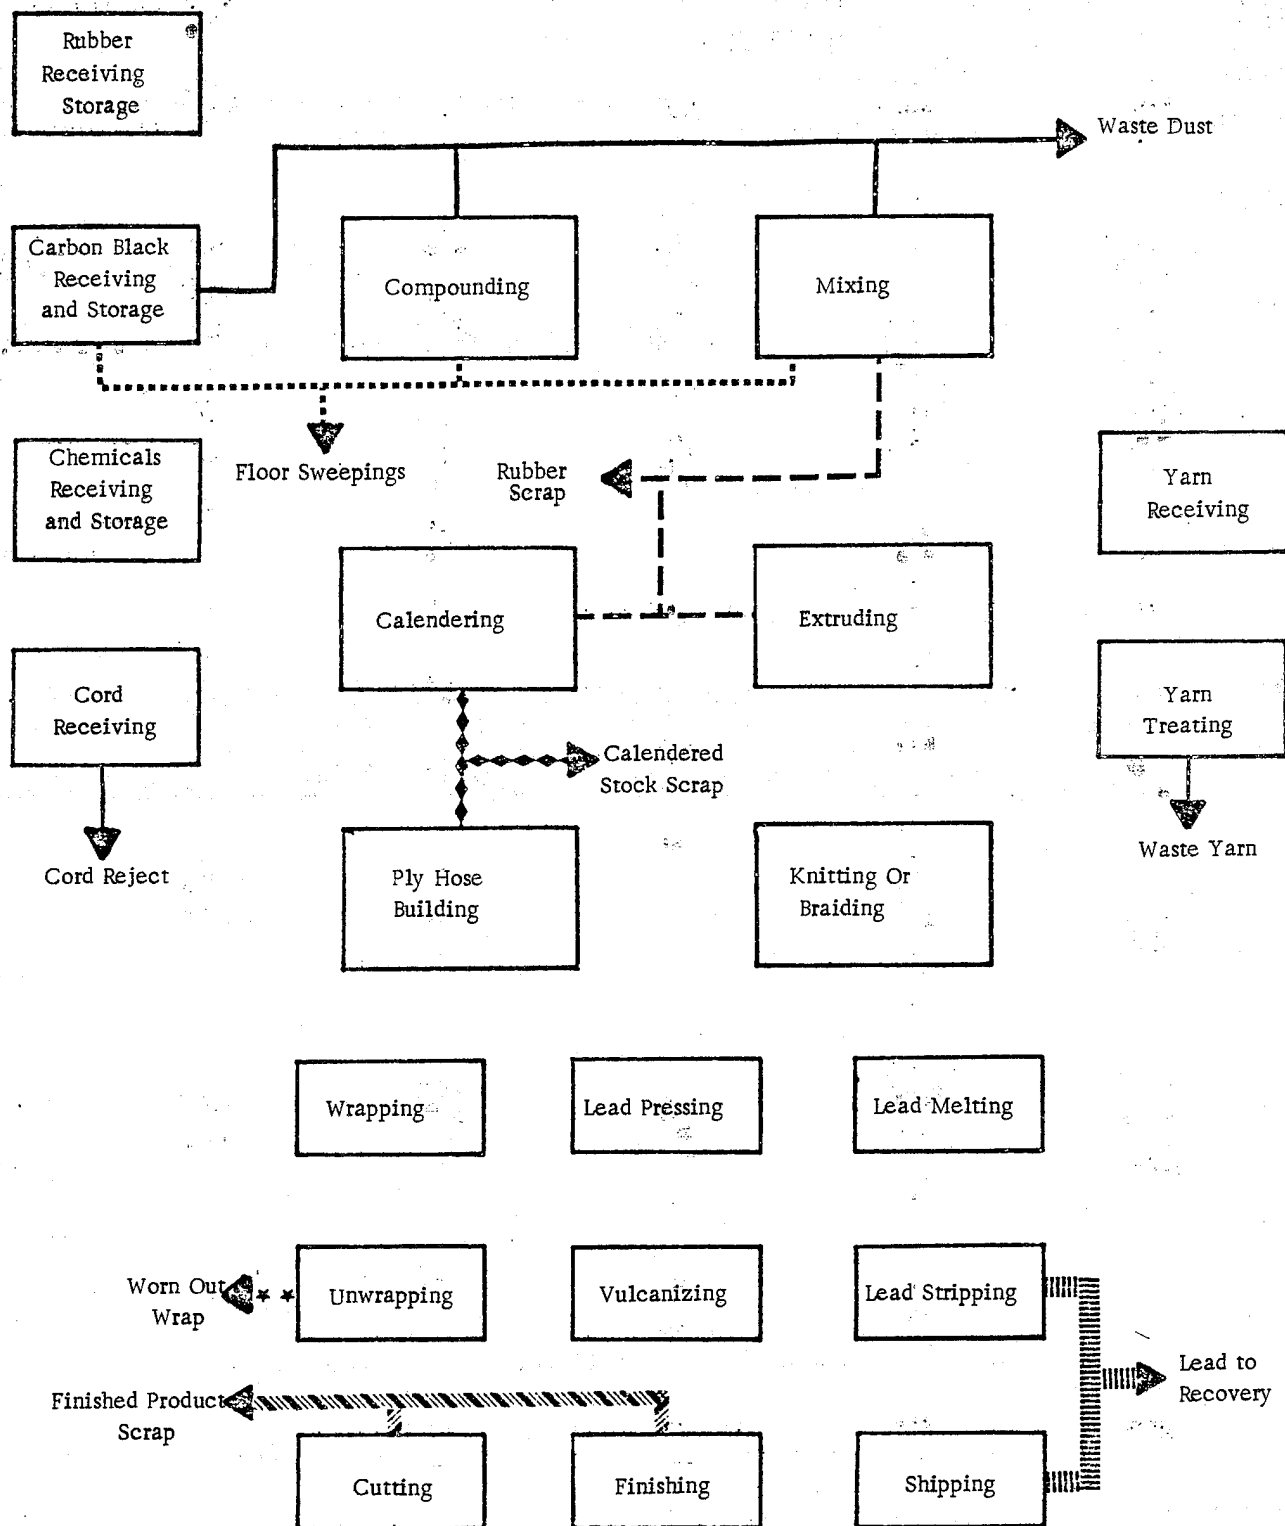 Rubber
Receiving
Storage
Waste Dust
Carbon Black
Receiving
and Storage
Compounding
Mixing
Chemicals
Receiving
and Storage
Floor Sweepings
Rubber
Scrap
Yarn
Receiving
Calendering
Extruding
Cord
Receiving
Yarn
Treating
Calendered
Stock Scrap
Cord Reject
Waste Yarn
Ply Hose
Building
Knitting Or
Braiding
Wrapping
Lead Pressing
Lead Melting
Worn Out
Wrap
Unwrapping
Vulcanizing
Lead Stripping
Lead to
Recovery
Finished Product
Scrap
Cutting
Finishing
Shipping